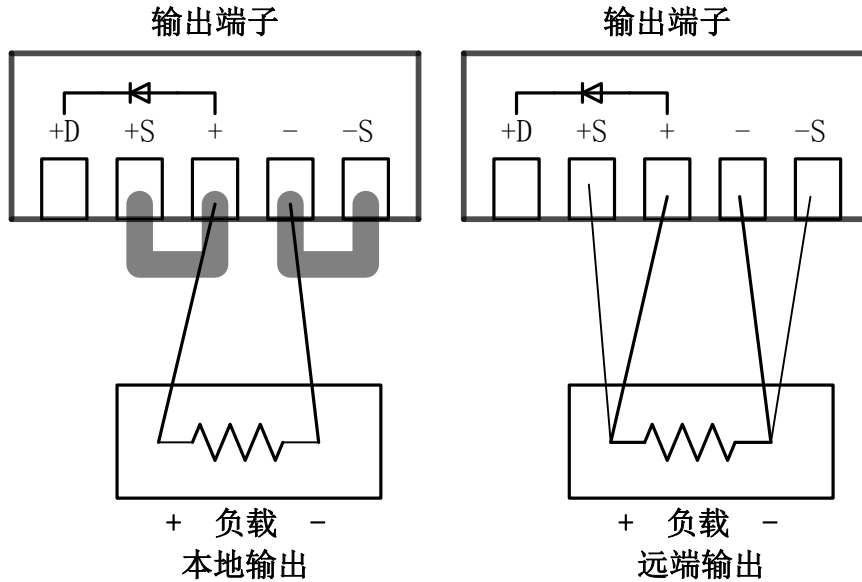 输出端子
+D +S + − −S
+ 负载 −
本地输出
输出端子
+D +S + − −S
+ 负载 −
远端输出